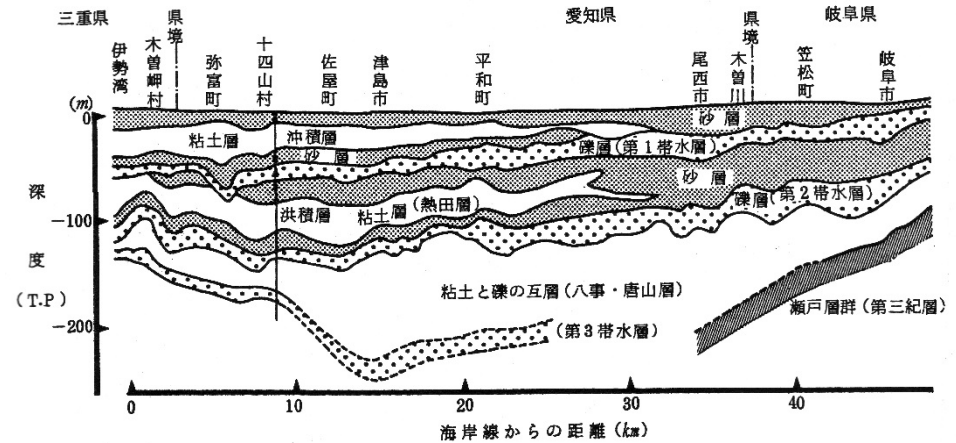 三重県
愛知県
岐阜県
県境
県境
伊勢湾
木曽岬村
弥富町
十四山村
佐屋町
津島市
平和町
尾西市
木曽川
笠松町
岐阜市
(m)
0
-100
-200
深度
(T.P)
砂層
粘土層
沖積層
砂層
礫層(第1帯水層)
砂層
洪積層
粘土層(熱田層)
礫層(第2帯水層)
粘土と礫の互層(八事・唐山層)
瀬戸層群(第三紀層)
(第3帯水層)
0
10
20
30
40
海岸線からの距離(km)